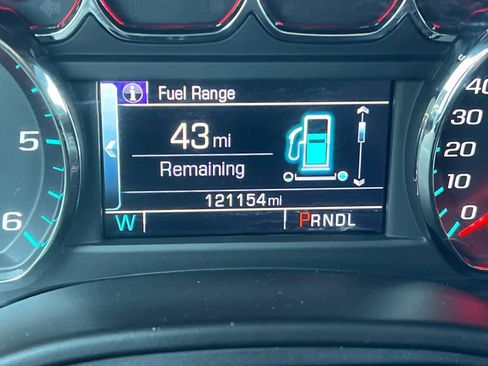 Fuel Range
43 mi
Remaining
121154 mi
W PRNDL
5
6
40
30
20
10
0